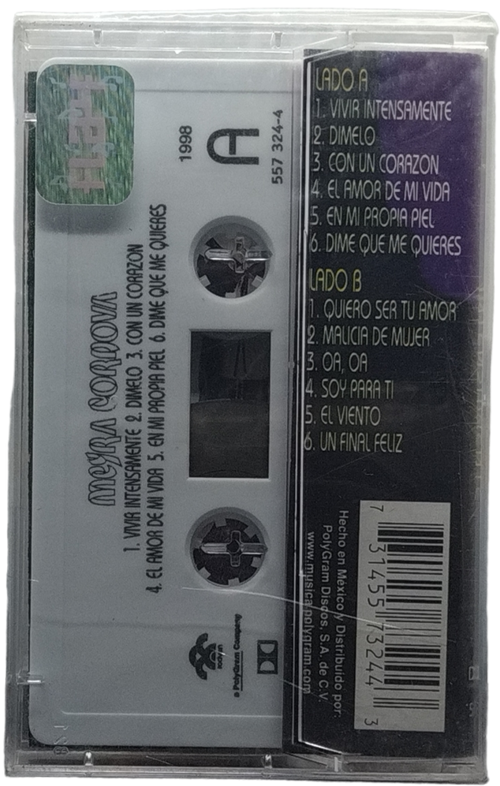 LADO A
1. VIVIR INTENSAMENTE
2. DIMELO
3. CON UN CORAZON
4. EL AMOR DE MI VIDA
5. EN MI PROPIA PIEL
6. DIME QUE ME QUIERES
LADO B
1. QUIERO SER TU AMOR
2. MALICIA DE MUJER
3. OA, OA
4. SOY PARA TI
5. EL VIENTO
6. UN FINAL FELIZ
Hecho en México y Distribuido por:
PolyGram Discos, S.A. de C.V.
www.musica.polygram.com
7 31455 73244 3
1998
A
557 324-4
MEYRA CORDOVA
1. VIVIR INTENSAMENTE 2. DIMELO 3. CON UN CORAZON
4. EL AMOR DE MI VIDA 5. EN MI PROPIA PIEL 6. DIME QUE ME QUIERES
a PolyGram Company